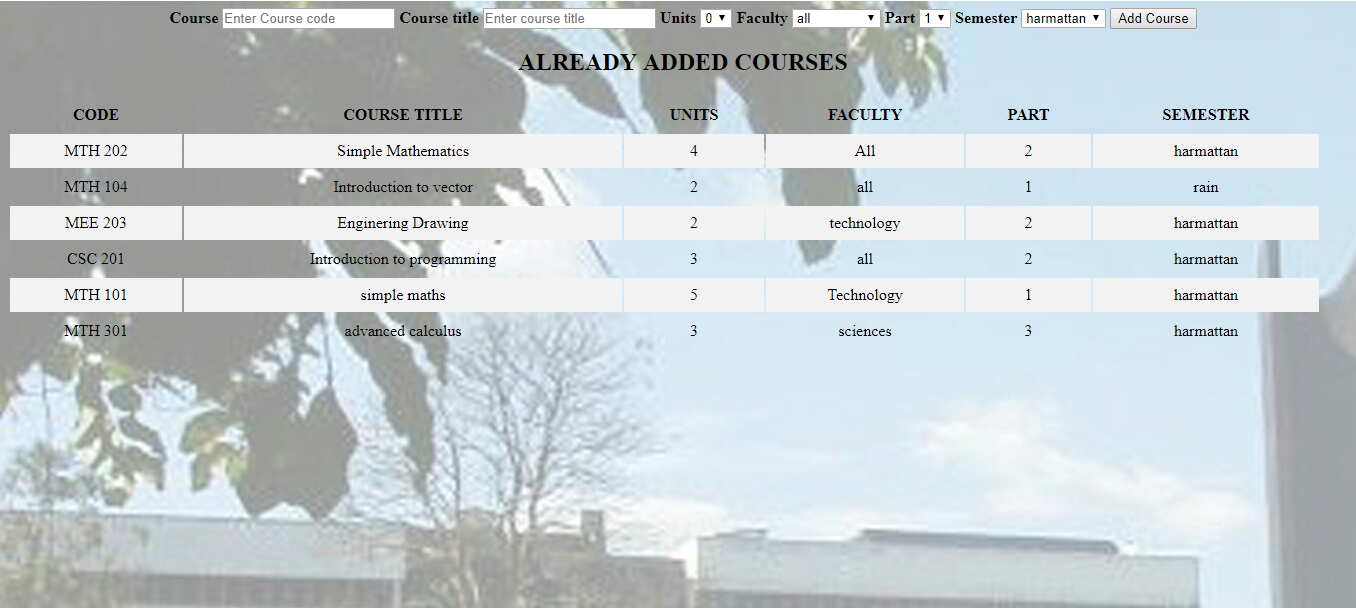 Course Enter Course code Course title Enter course title Units 0 Faculty all Part 1 Semester harmattan Add Course
ALREADY ADDED COURSES
CODE COURSE TITLE UNITS FACULTY PART SEMESTER
MTH 202 Simple Mathematics 4 All 2 harmattan
MTH 104 Introduction to vector 2 all 1 rain
MEE 203 Enginering Drawing 2 technology 2 harmattan
CSC 201 Introduction to programming 3 all 2 harmattan
MTH 101 simple maths 5 Technology 1 harmattan
MTH 301 advanced calculus 3 sciences 3 harmattan